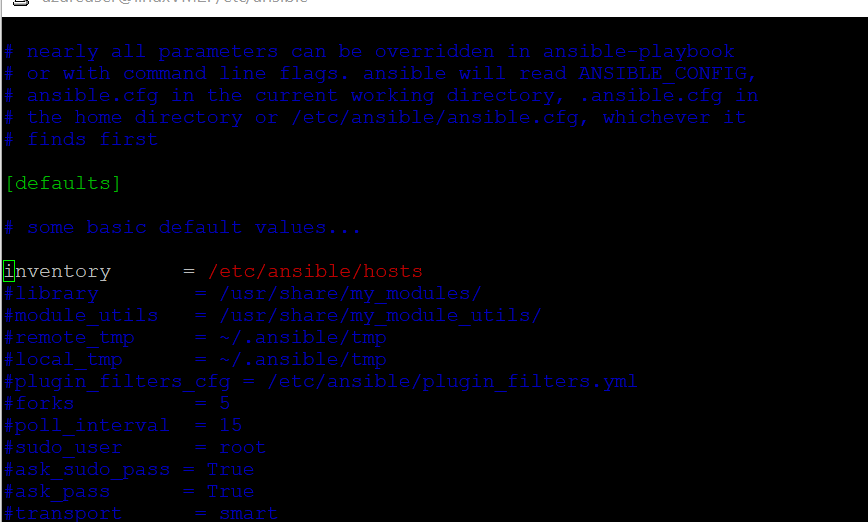 # nearly all parameters can be overridden in ansible-playbook
# or with command line flags. ansible will read ANSIBLE_CONFIG,
# ansible.cfg in the current working directory, .ansible.cfg in
# the home directory or /etc/ansible/ansible.cfg, whichever it
# finds first
[defaults]
# some basic default values...
inventory      = /etc/ansible/hosts
#library        = /usr/share/my_modules/
#module_utils   = /usr/share/my_module_utils/
#remote_tmp     = ~/.ansible/tmp
#local_tmp      = ~/.ansible/tmp
#plugin_filters_cfg = /etc/ansible/plugin_filters.yml
#forks          = 5
#poll_interval  = 15
#sudo_user      = root
#ask_sudo_pass = True
#ask_pass      = True
#transport      = smart